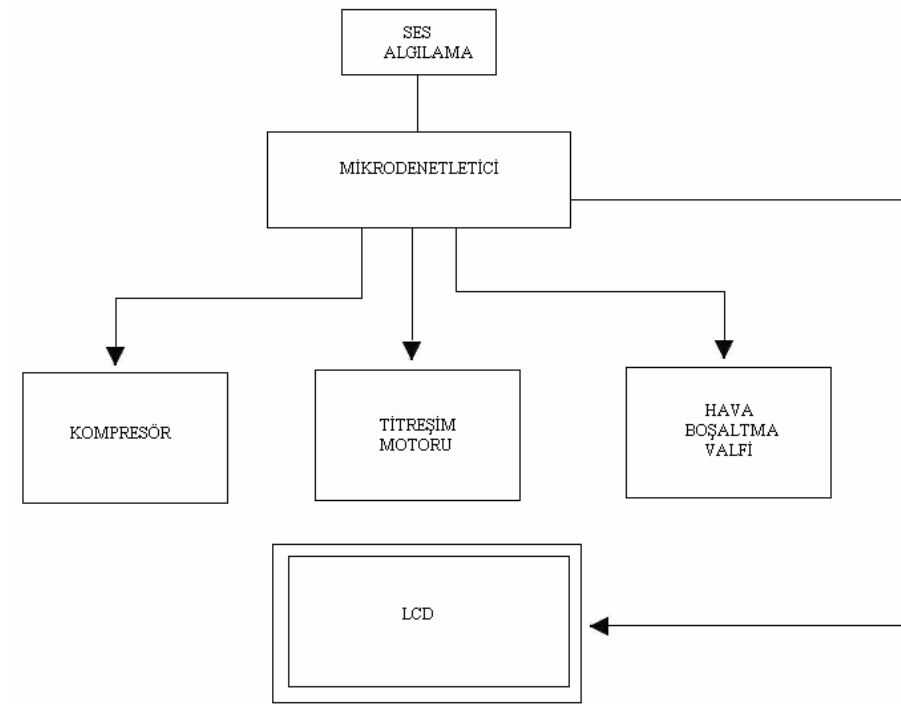 SES
ALGILAMA
MİKRODENETLETİCİ
KOMPRESÖR
TİTREŞİM
MOTORU
HAVA
BOŞALTMA
VALFİ
LCD